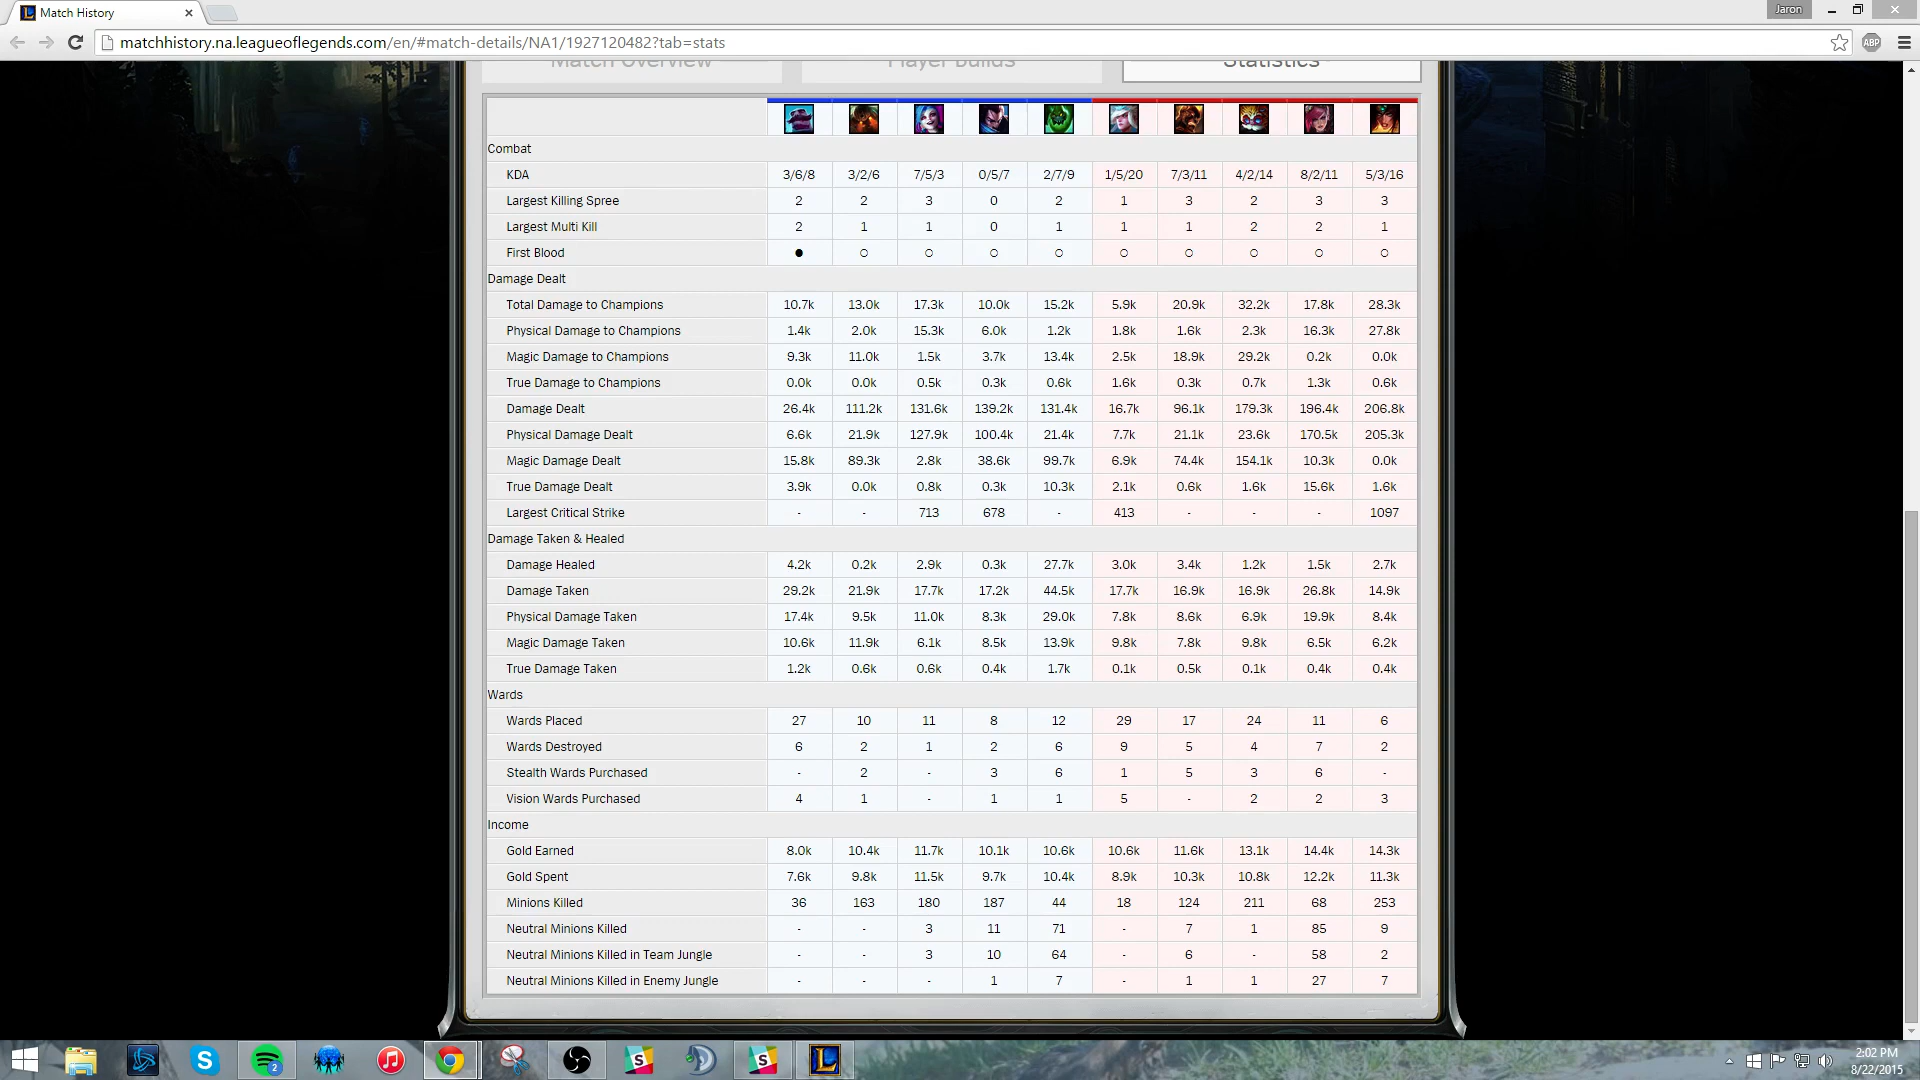 Match History
Jaron
matchhistory.na.leagueoflegends.com/en/#match-details/NA1/1927120482?tab=stats
ABP
Match Overview Player Builds Statistics
Combat
KDA 3/6/8 3/2/6 7/5/3 0/5/7 2/7/9 1/5/20 7/3/11 4/2/14 8/2/11 5/3/16
Largest Killing Spree 2 2 3 0 2 1 3 2 3 3
Largest Multi Kill 2 1 1 0 1 1 1 2 2 1
First Blood ● ○ ○ ○ ○ ○ ○ ○ ○ ○
Damage Dealt
Total Damage to Champions 10.7k 13.0k 17.3k 10.0k 15.2k 5.9k 20.9k 32.2k 17.8k 28.3k
Physical Damage to Champions 1.4k 2.0k 15.3k 6.0k 1.2k 1.8k 1.6k 2.3k 16.3k 27.8k
Magic Damage to Champions 9.3k 11.0k 1.5k 3.7k 13.4k 2.5k 18.9k 29.2k 0.2k 0.0k
True Damage to Champions 0.0k 0.0k 0.5k 0.3k 0.6k 1.6k 0.3k 0.7k 1.3k 0.6k
Damage Dealt 26.4k 111.2k 131.6k 139.2k 131.4k 16.7k 96.1k 179.3k 196.4k 206.8k
Physical Damage Dealt 6.6k 21.9k 127.9k 100.4k 21.4k 7.7k 21.1k 23.6k 170.5k 205.3k
Magic Damage Dealt 15.8k 89.3k 2.8k 38.6k 99.7k 6.9k 74.4k 154.1k 10.3k 0.0k
True Damage Dealt 3.9k 0.0k 0.8k 0.3k 10.3k 2.1k 0.6k 1.6k 15.6k 1.6k
Largest Critical Strike - - 713 678 - 413 - - - 1097
Damage Taken & Healed
Damage Healed 4.2k 0.2k 2.9k 0.3k 27.7k 3.0k 3.4k 1.2k 1.5k 2.7k
Damage Taken 29.2k 21.9k 17.7k 17.2k 44.5k 17.7k 16.9k 16.9k 26.8k 14.9k
Physical Damage Taken 17.4k 9.5k 11.0k 8.3k 29.0k 7.8k 8.6k 6.9k 19.9k 8.4k
Magic Damage Taken 10.6k 11.9k 6.1k 8.5k 13.9k 9.8k 7.8k 9.8k 6.5k 6.2k
True Damage Taken 1.2k 0.6k 0.6k 0.4k 1.7k 0.1k 0.5k 0.1k 0.4k 0.4k
Wards
Wards Placed 27 10 11 8 12 29 17 24 11 6
Wards Destroyed 6 2 1 2 6 9 5 4 7 2
Stealth Wards Purchased - 2 - 3 6 1 5 3 6 -
Vision Wards Purchased 4 1 - 1 1 5 - 2 2 3
Income
Gold Earned 8.0k 10.4k 11.7k 10.1k 10.6k 10.6k 11.6k 13.1k 14.4k 14.3k
Gold Spent 7.6k 9.8k 11.5k 9.7k 10.4k 8.9k 10.3k 10.8k 12.2k 11.3k
Minions Killed 36 163 180 187 44 18 124 211 68 253
Neutral Minions Killed - - 3 11 71 - 7 1 85 9
Neutral Minions Killed in Team Jungle - - 3 10 64 - 6 - 58 2
Neutral Minions Killed in Enemy Jungle - - - 1 7 - 1 1 27 7
2
2:02 PM
8/22/2015